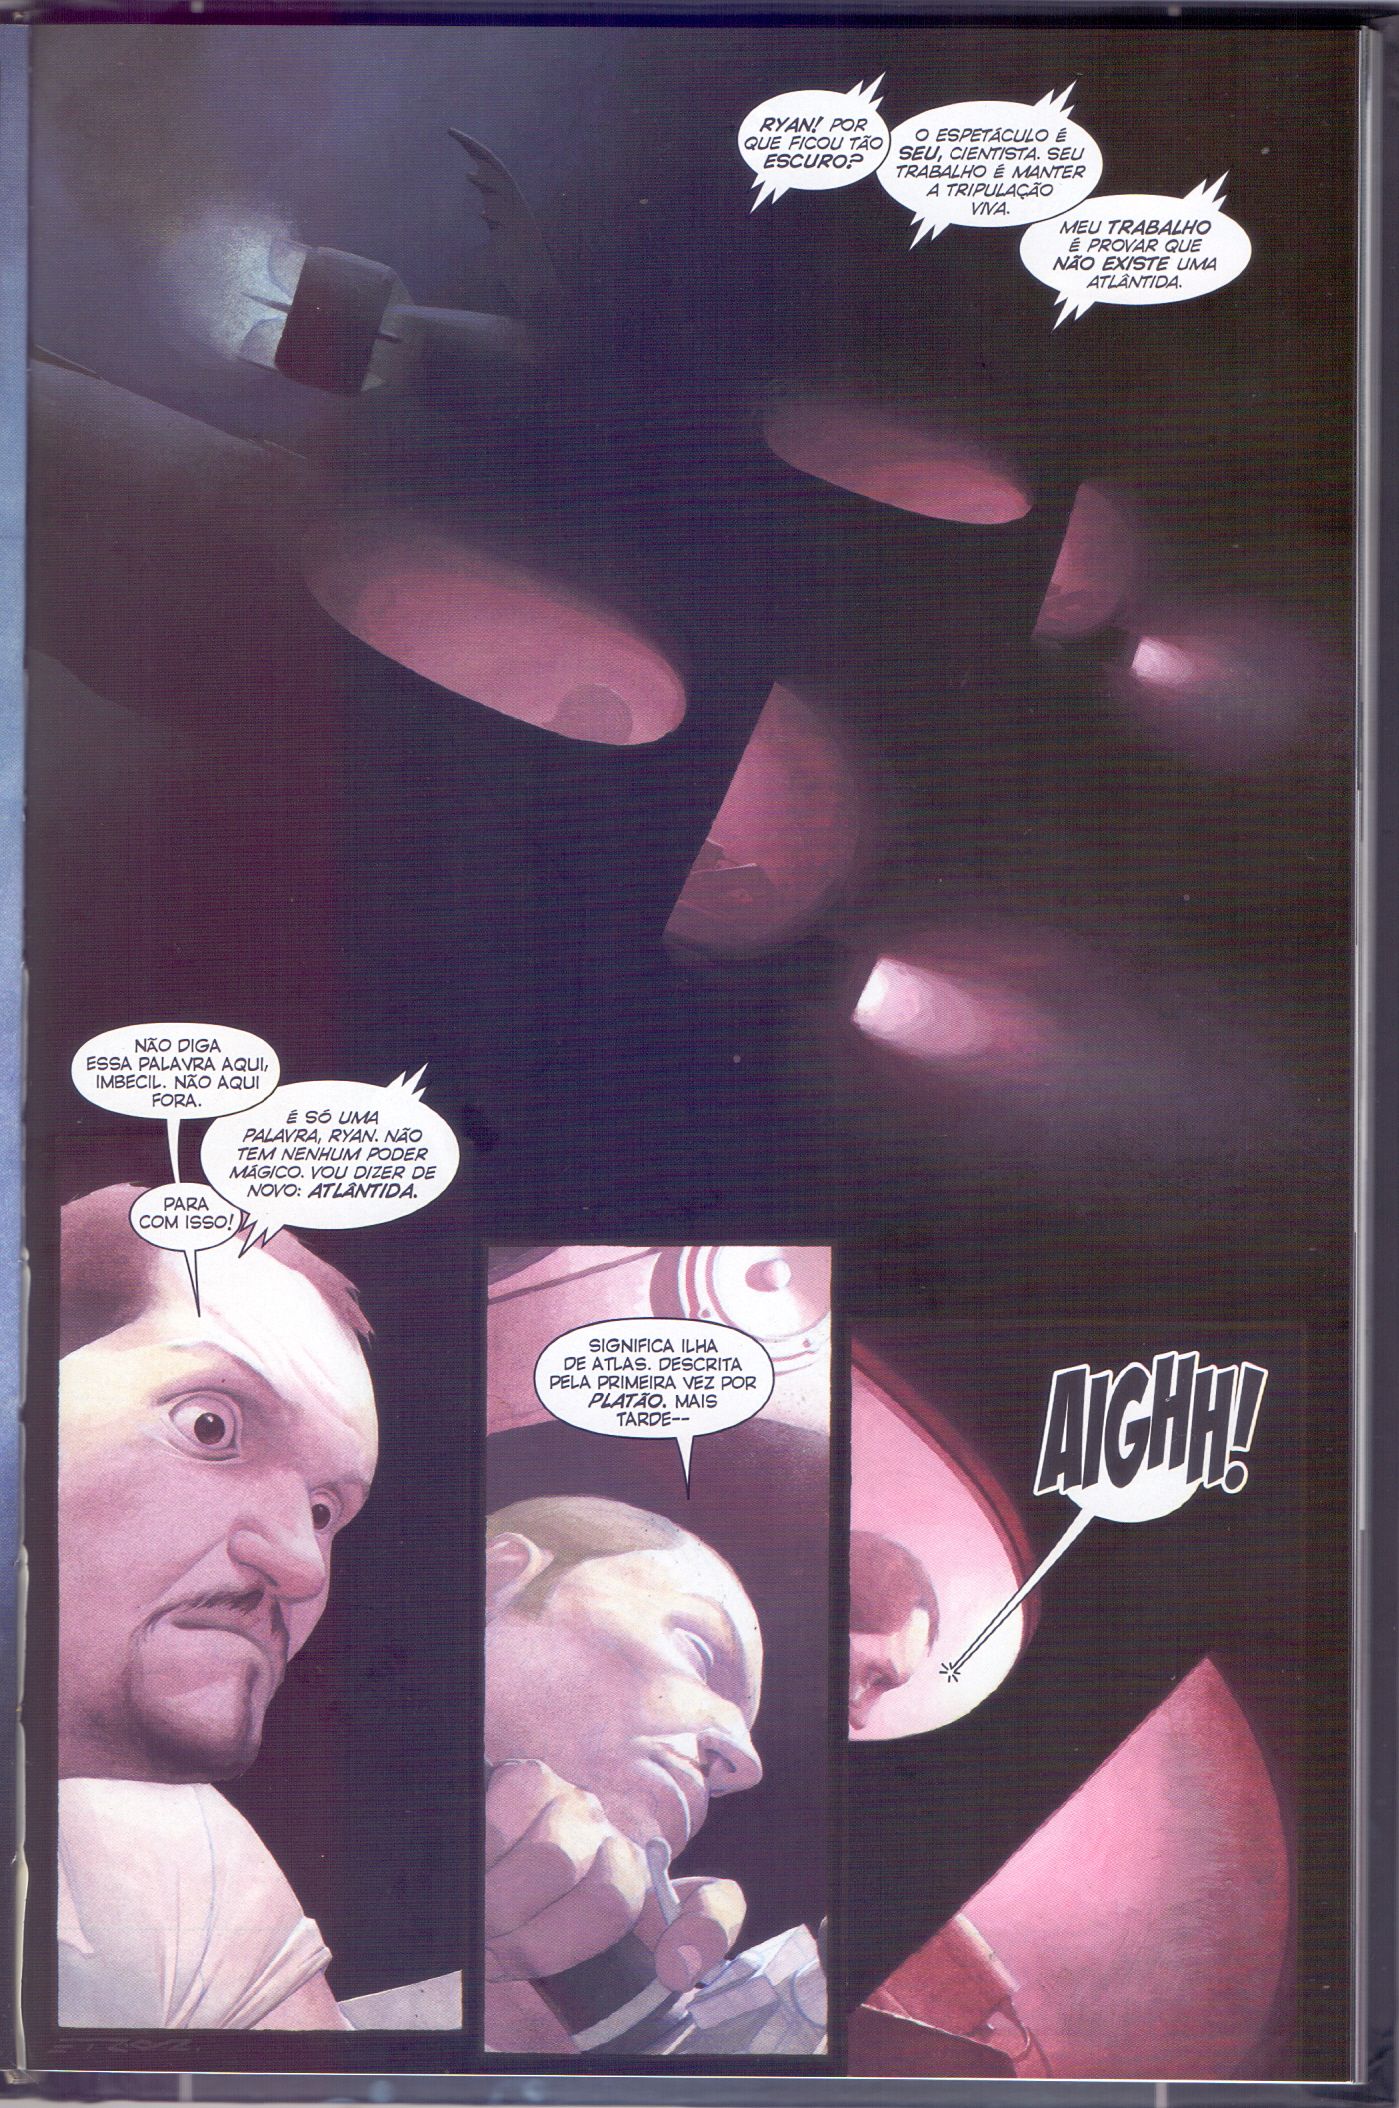 RYAN! POR
QUE FICOU TÃO
ESCURO?
O ESPETÁCULO É
SEU, CIENTISTA. SEU
TRABALHO É MANTER
A TRIPULAÇÃO
VIVA.
MEU TRABALHO
É PROVAR QUE
NÃO EXISTE UMA
ATLÂNTIDA.
NÃO DIGA
ESSA PALAVRA AQUI,
IMBECIL. NÃO AQUI
FORA.
É SÓ UMA
PALAVRA, RYAN. NÃO
TEM NENHUM PODER
MÁGICO. VOU DIZER DE
NOVO: ATLÂNTIDA.
PARA
COM ISSO!
SIGNIFICA ILHA
DE ATLAS. DESCRITA
PELA PRIMEIRA VEZ POR
PLATÃO. MAIS
TARDE--
AIGHH!